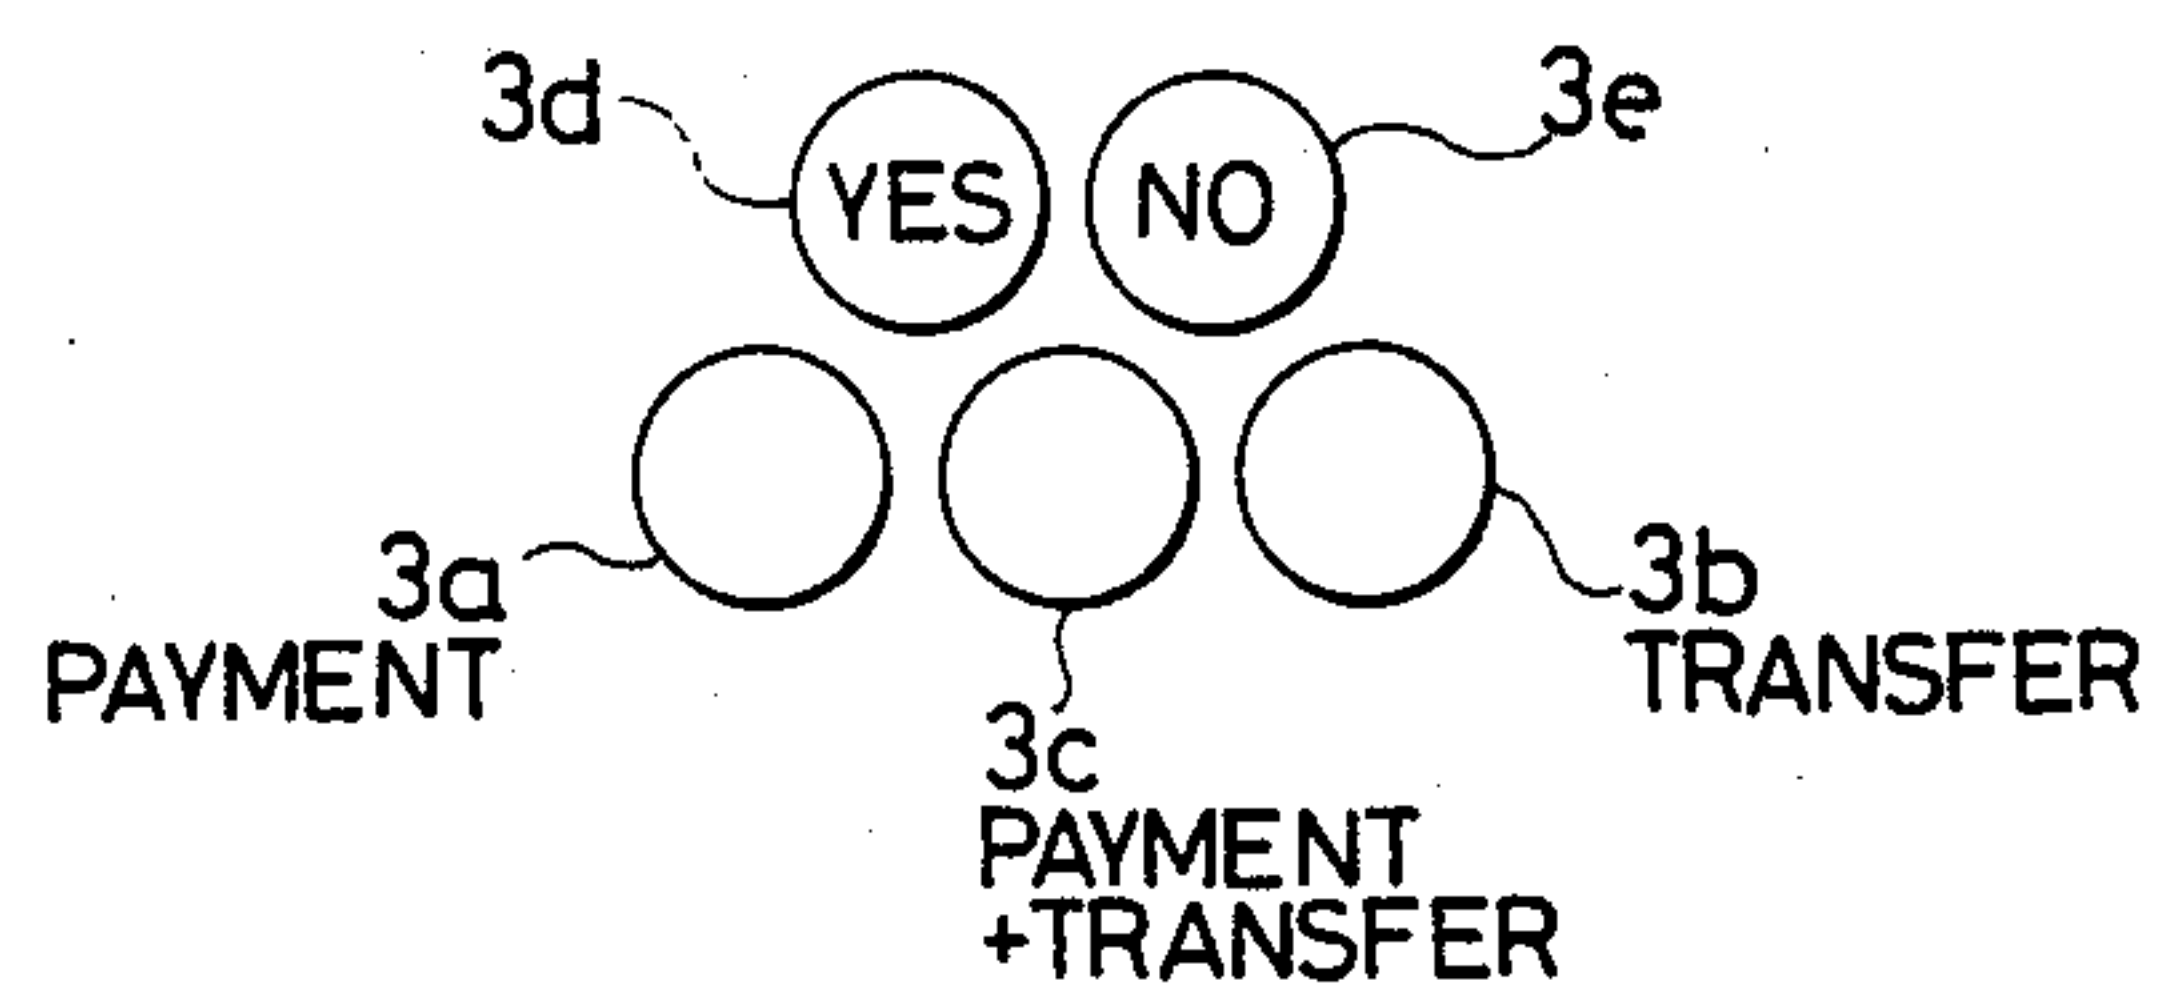 3d
YES
NO
3e
3a
PAYMENT
3b
TRANSFER
3c
PAYMENT
+TRANSFER